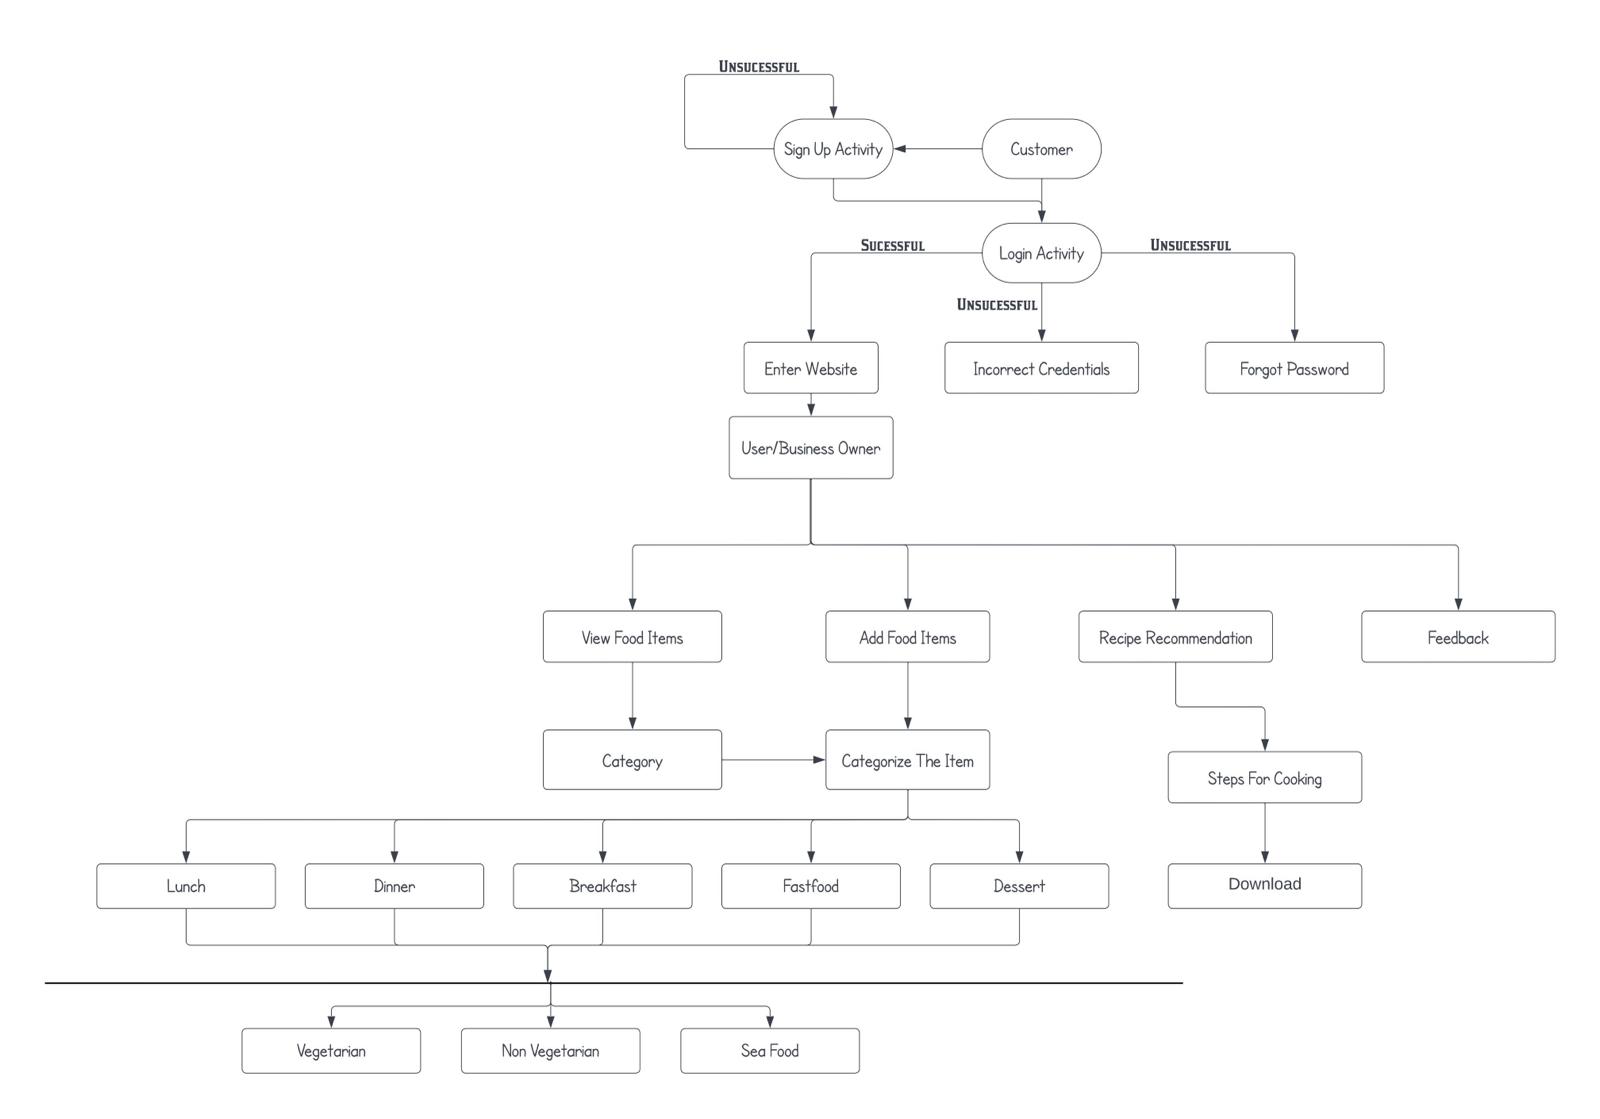 UNSUCESSFUL
Sign Up Activity
Customer
SUCESSFUL
Login Activity
UNSUCESSFUL
UNSUCESSFUL
Enter Website
Incorrect Credentials
Forgot Password
User/Business Owner
View Food Items
Add Food Items
Recipe Recommendation
Feedback
Category
Categorize The Item
Steps For Cooking
Lunch
Dinner
Breakfast
Fastfood
Dessert
Download
Vegetarian
Non Vegetarian
Sea Food